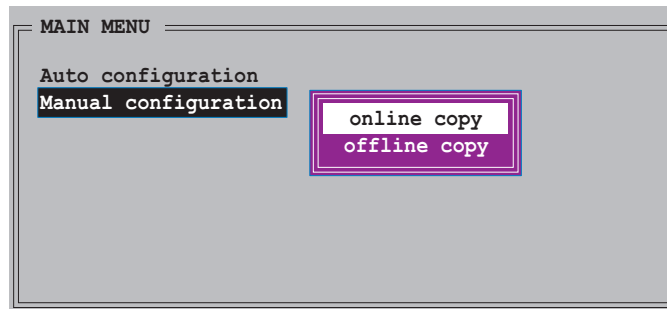 MAIN MENU
Auto configuration
Manual configuration
online copy
offline copy